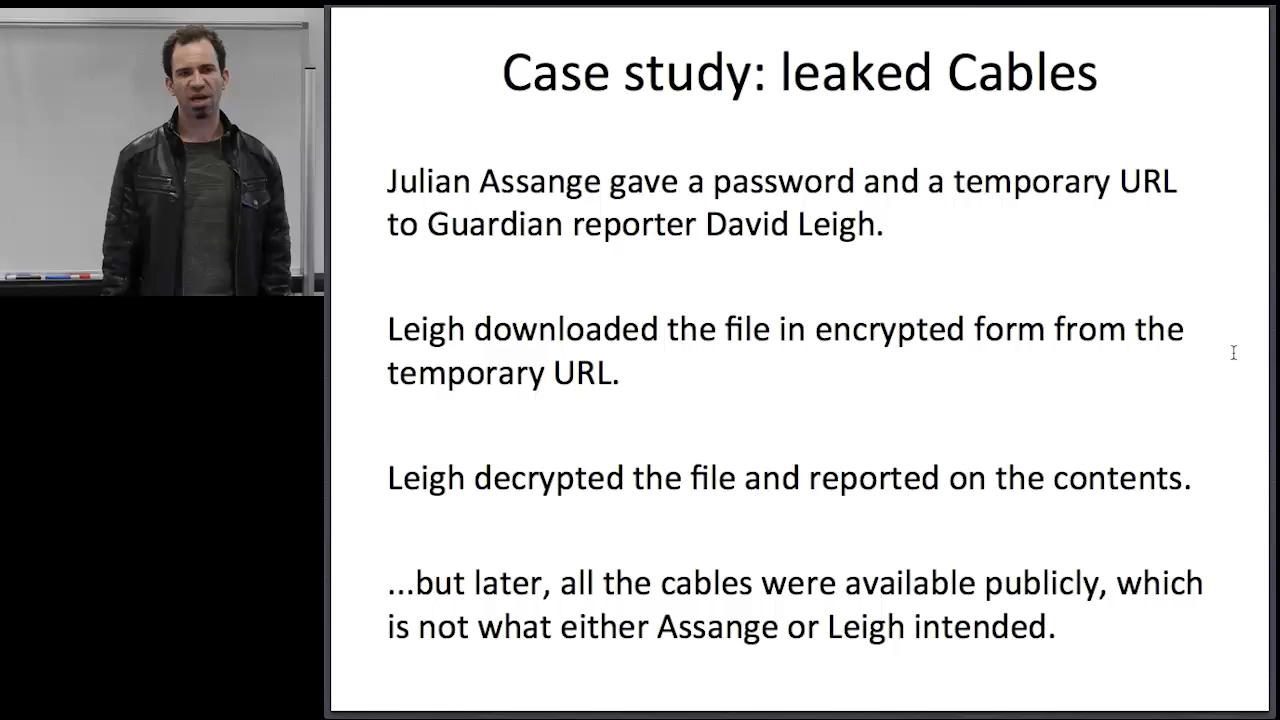 Case study: leaked Cables
Julian Assange gave a password and a temporary URL
to Guardian reporter David Leigh.
Leigh downloaded the file in encrypted form from the
temporary URL.
Leigh decrypted the file and reported on the contents.
...but later, all the cables were available publicly, which
is not what either Assange or Leigh intended.